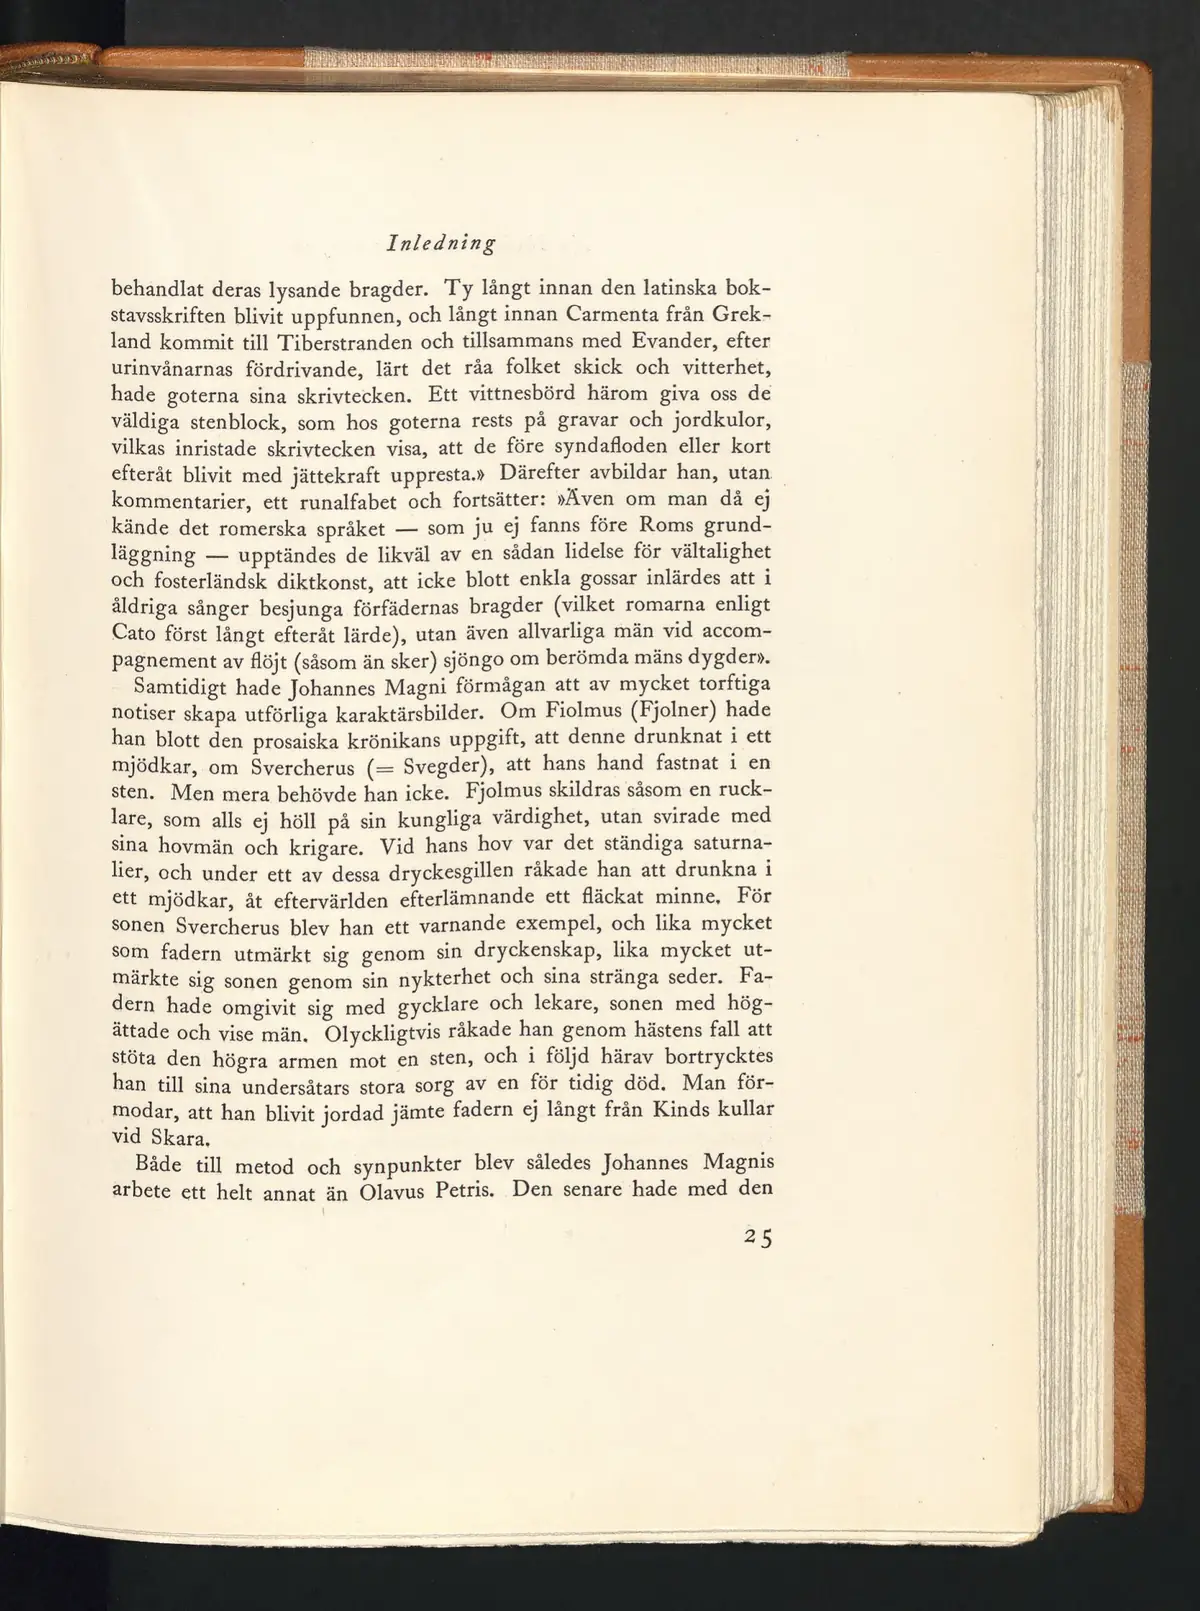 Inledning
behandlat deras lysande bragder. Ty långt innan den latinska bok-
stavsskriften blivit uppfunnen, och långt innan Carmenta från Grek-
land kommit till Tiberstranden och tillsammans med Evander, efter
urinvånarnas fördrivande, lärt det råa folket skick och vitterhet,
hade goterna sina skrivtecken. Ett vittnesbörd härom giva oss de
väldiga stenblock, som hos goterna rests på gravar och jordkulor,
vilkas inristade skrivtecken visa, att de före syndafloden eller kort
efteråt blivit med jättekraft uppresta.» Därefter avbildar han, utan
kommentarier, ett runalfabet och fortsätter: »Även om man då ej
kände det romerska språket — som ju ej fanns före Roms grund-
läggning — upptändes de likväl av en sådan lidelse för vältalighet
och fosterländsk diktkonst, att icke blott enkla gossar inlärdes att i
åldriga sånger besjunga förfädernas bragder (vilket romarna enligt
Cato först långt efteråt lärde), utan även allvarliga män vid accom-
pagnement av flöjt (såsom än sker) sjöngo om berömda mäns dygder».
Samtidigt hade Johannes Magni förmågan att av mycket torftiga
notiser skapa utförliga karaktärsbilder. Om Fiolmus (Fjolner) hade
han blott den prosaiska krönikans uppgift, att denne drunknat i ett
mjödkar, om Svercherus (= Svegder), att hans hand fastnat i en
sten. Men mera behövde han icke. Fjolmus skildras såsom en ruck-
lare, som alls ej höll på sin kungliga värdighet, utan svirade med
sina hovmän och krigare. Vid hans hov var det ständiga saturna-
lier, och under ett av dessa dryckesgillen råkade han att drunkna i
ett mjödkar, åt eftervärlden efterlämnande ett fläckat minne. För
sonen Svercherus blev han ett varnande exempel, och lika mycket
som fadern utmärkt sig genom sin dryckenskap, lika mycket ut-
märkte sig sonen genom sin nykterhet och sina stränga seder. Fa-
dern hade omgivit sig med gycklare och lekare, sonen med hög-
ättade och vise män. Olyckligtvis råkade han genom hästens fall att
stöta den högra armen mot en sten, och i följd härav bortrycktes
han till sina undersåtars stora sorg av en för tidig död. Man för-
modar, att han blivit jordad jämte fadern ej långt från Kinds kullar
vid Skara.
Både till metod och synpunkter blev således Johannes Magnis
arbete ett helt annat än Olavus Petris. Den senare hade med den
25